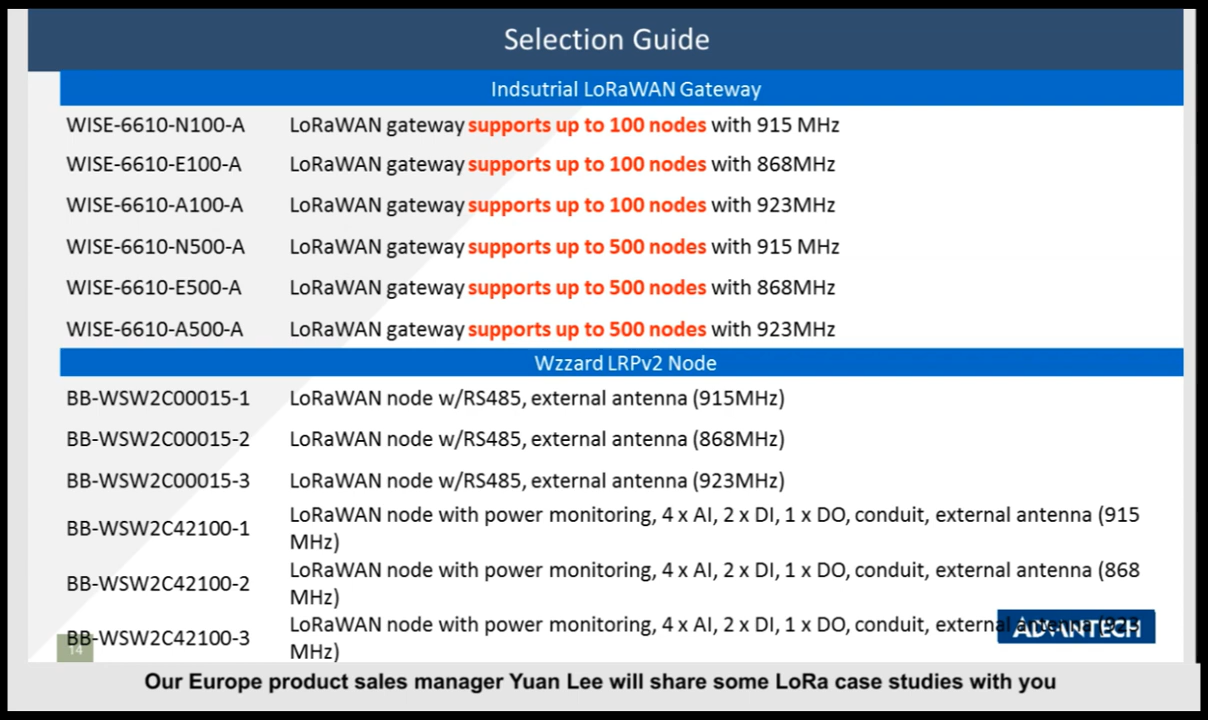 Selection Guide
Indsutrial LoRaWAN Gateway
WISE-6610-N100-A LoRaWAN gateway supports up to 100 nodes with 915 MHz
WISE-6610-E100-A LoRaWAN gateway supports up to 100 nodes with 868MHz
WISE-6610-A100-A LoRaWAN gateway supports up to 100 nodes with 923MHz
WISE-6610-N500-A LoRaWAN gateway supports up to 500 nodes with 915 MHz
WISE-6610-E500-A LoRaWAN gateway supports up to 500 nodes with 868MHz
WISE-6610-A500-A LoRaWAN gateway supports up to 500 nodes with 923MHz
Wzzard LRPv2 Node
BB-WSW2C00015-1 LoRaWAN node w/RS485, external antenna (915MHz)
BB-WSW2C00015-2 LoRaWAN node w/RS485, external antenna (868MHz)
BB-WSW2C00015-3 LoRaWAN node w/RS485, external antenna (923MHz)
BB-WSW2C42100-1 LoRaWAN node with power monitoring, 4 x AI, 2 x DI, 1 x DO, conduit, external antenna (915
MHz)
BB-WSW2C42100-2 LoRaWAN node with power monitoring, 4 x AI, 2 x DI, 1 x DO, conduit, external antenna (868
MHz)
BB-WSW2C42100-3 LoRaWAN node with power monitoring, 4 x AI, 2 x DI, 1 x DO, conduit, external
MHz)
14
ADVANTECH
Our Europe product sales manager Yuan Lee will share some LoRa case studies with you